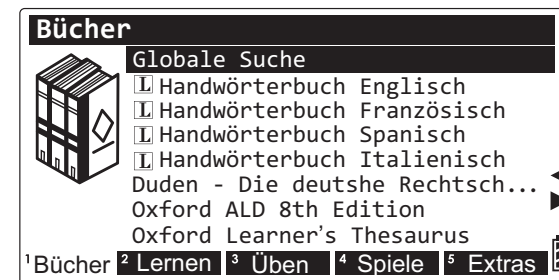 Bücher
Globale Suche
L Handwörterbuch Englisch
L Handwörterbuch Französisch
L Handwörterbuch Spanisch
L Handwörterbuch Italienisch
Duden - Die deutshe Rechtsch...
Oxford ALD 8th Edition
Oxford Learner's Thesaurus
¹Bücher ² Lernen ³ Üben ⁴ Spiele ⁵ Extras